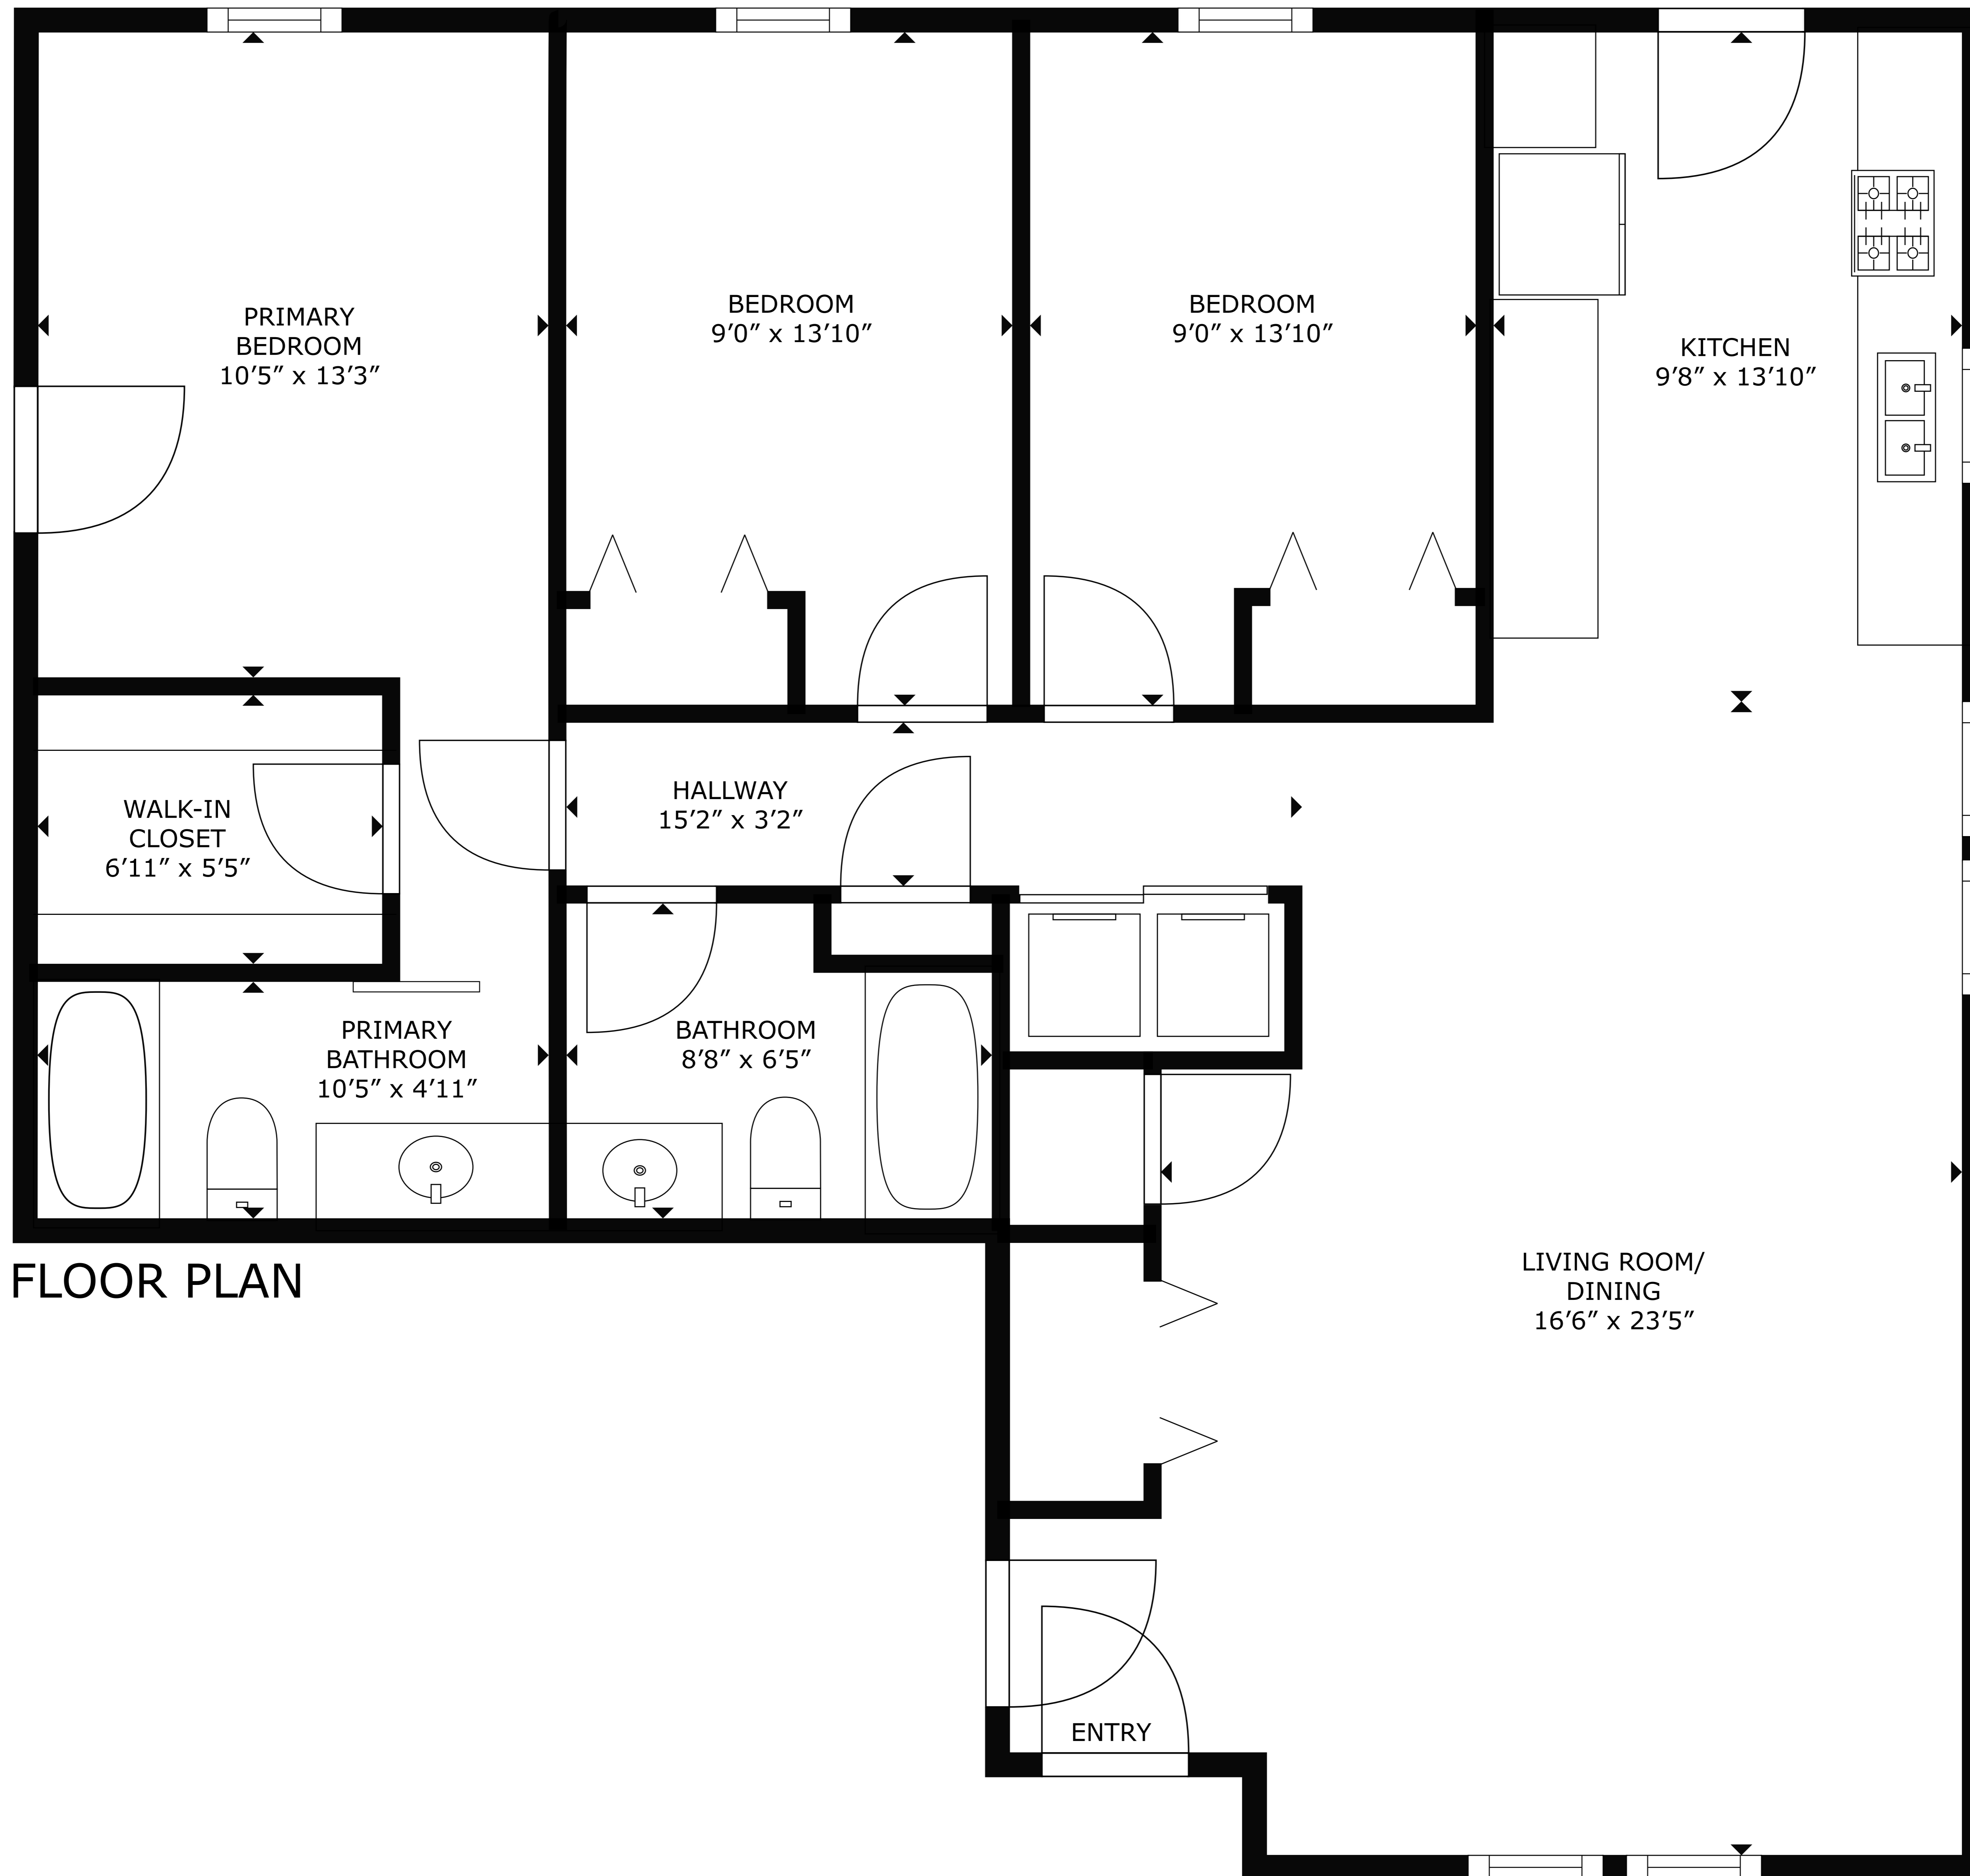 PRIMARY
BEDROOM
10′5″ x 13′3″
BEDROOM
9′0″ x 13′10″
BEDROOM
9′0″ x 13′10″
KITCHEN
9′8″ x 13′10″
WALK-IN
CLOSET
6′11″ x 5′5″
HALLWAY
15′2″ x 3′2″
PRIMARY
BATHROOM
10′5″ x 4′11″
BATHROOM
8′8″ x 6′5″
FLOOR PLAN
LIVING ROOM/
DINING
16′6″ x 23′5″
ENTRY